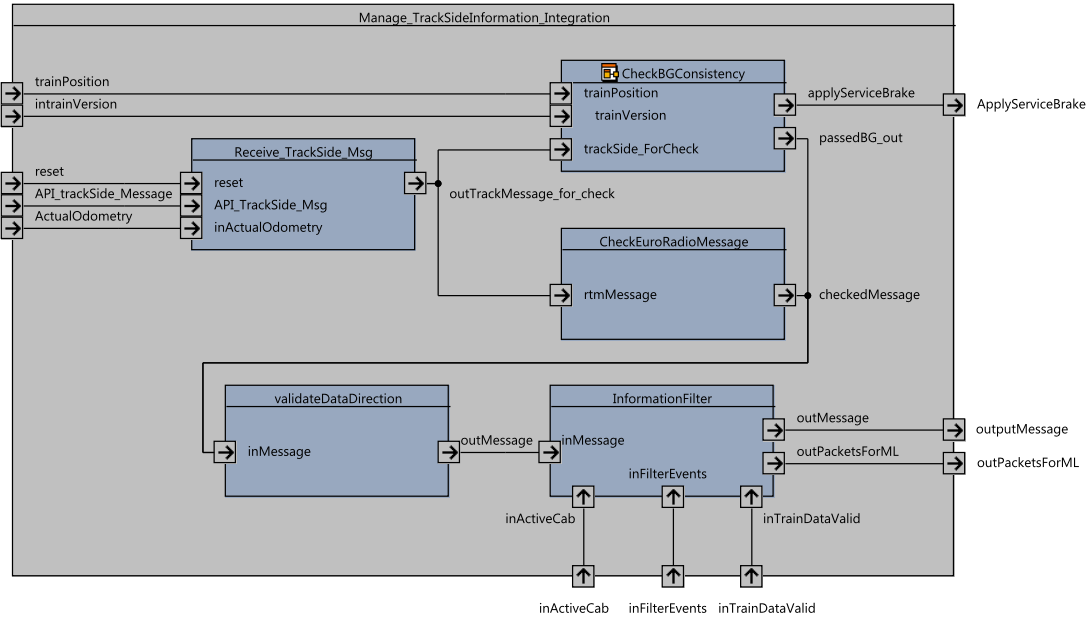 Manage_TrackSideInformation_Integration
trainPosition
intrainVersion
CheckBGConsistency
trainPosition
trainVersion
trackSide_ForCheck
applyServiceBrake
ApplyServiceBrake
passedBG_out
reset
API_trackSide_Message
ActualOdometry
Receive_TrackSide_Msg
reset
API_TrackSide_Msg
inActualOdometry
outTrackMessage_for_check
CheckEuroRadioMessage
rtmMessage
checkedMessage
validateDataDirection
inMessage
outMessage
InformationFilter
inMessage
inFilterEvents
outMessage
outputMessage
outPacketsForML
outPacketsForML
inActiveCab
inTrainDataValid
inActiveCab
inFilterEvents
inTrainDataValid